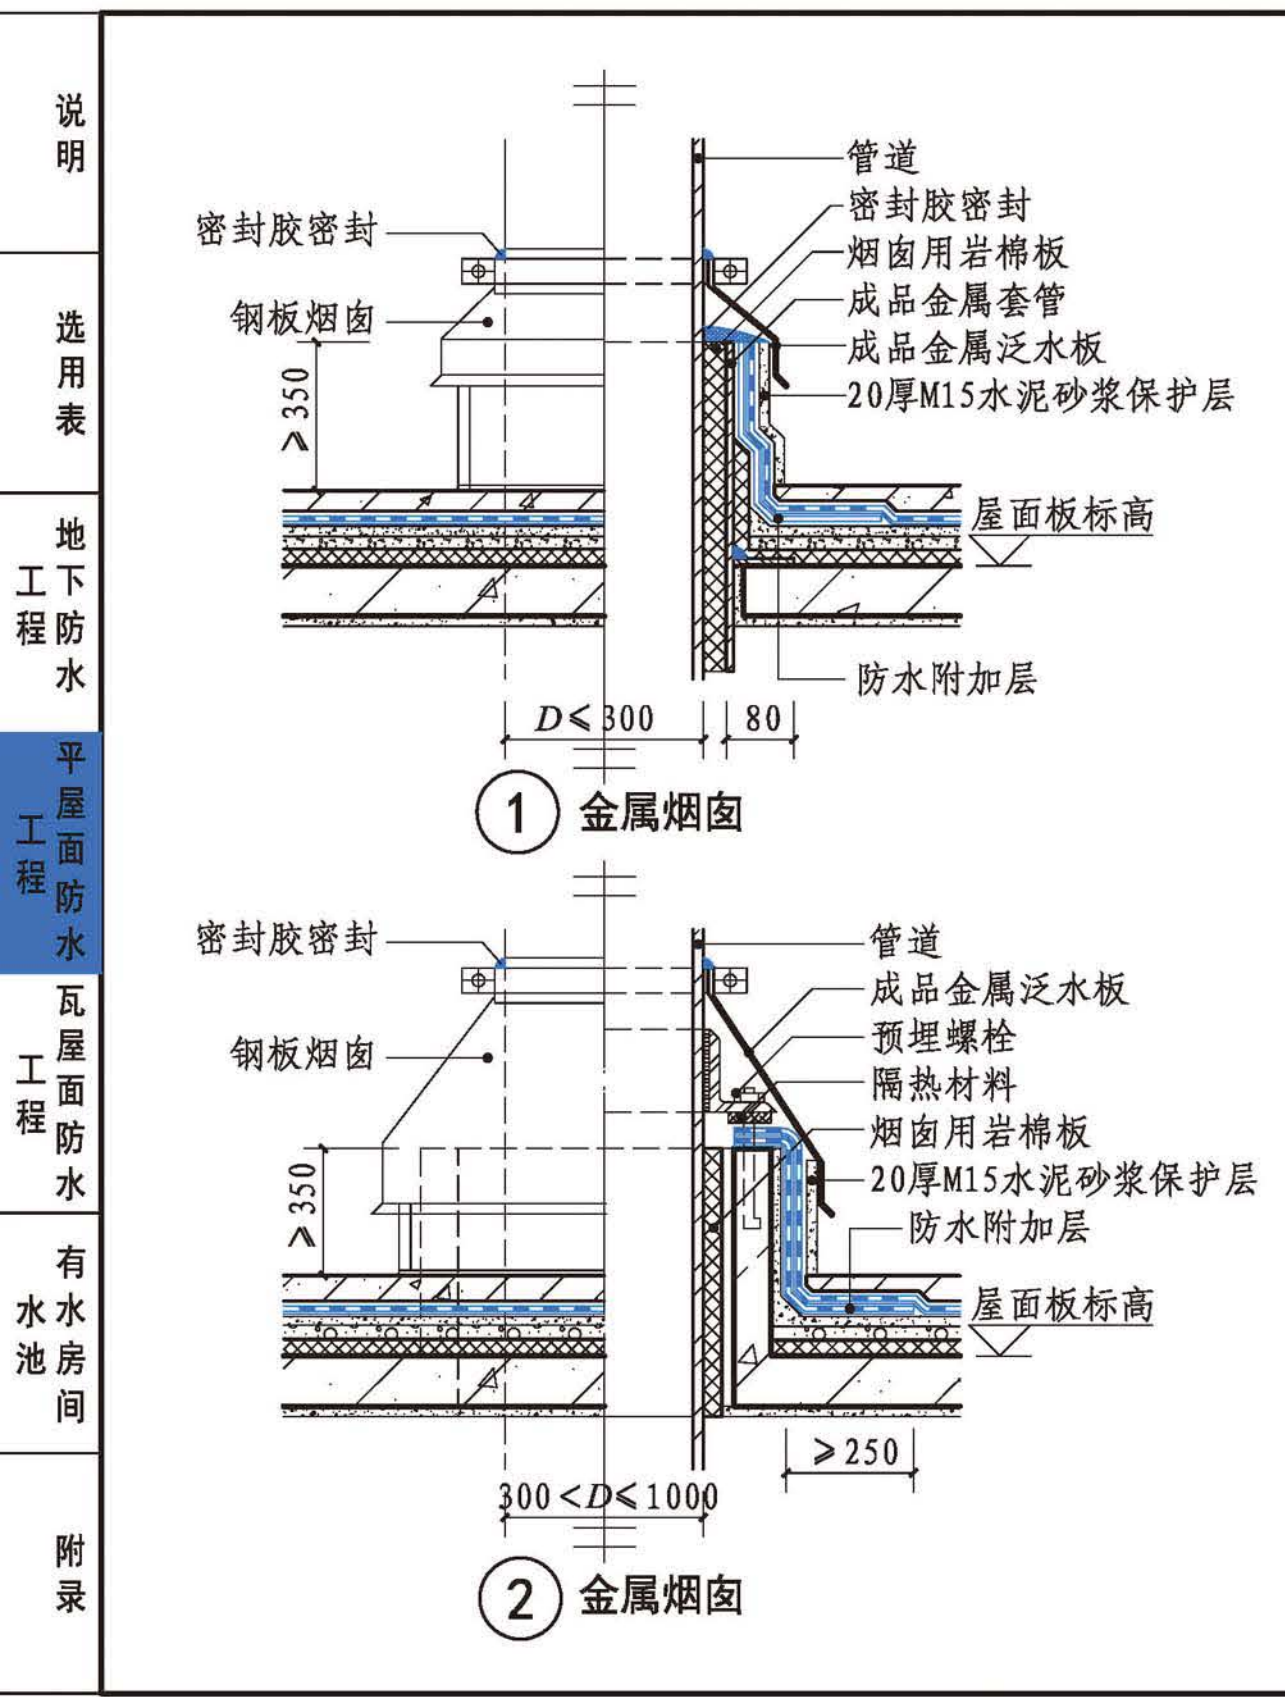 说明
选用表
地下防水
工程
平屋面防水
工程
瓦屋面防水
工程
有水房间
水池
附录
管道
密封胶密封
密封胶密封
烟囱用岩棉板
钢板烟囱
成品金属套管
成品金属泛水板
20厚M15水泥砂浆保护层
≥350
屋面板标高
防水附加层
D≤300
80
1 金属烟囱
密封胶密封
管道
成品金属泛水板
预埋螺栓
钢板烟囱
隔热材料
烟囱用岩棉板
20厚M15水泥砂浆保护层
≥350
防水附加层
屋面板标高
≥250
300<D≤1000
2 金属烟囱